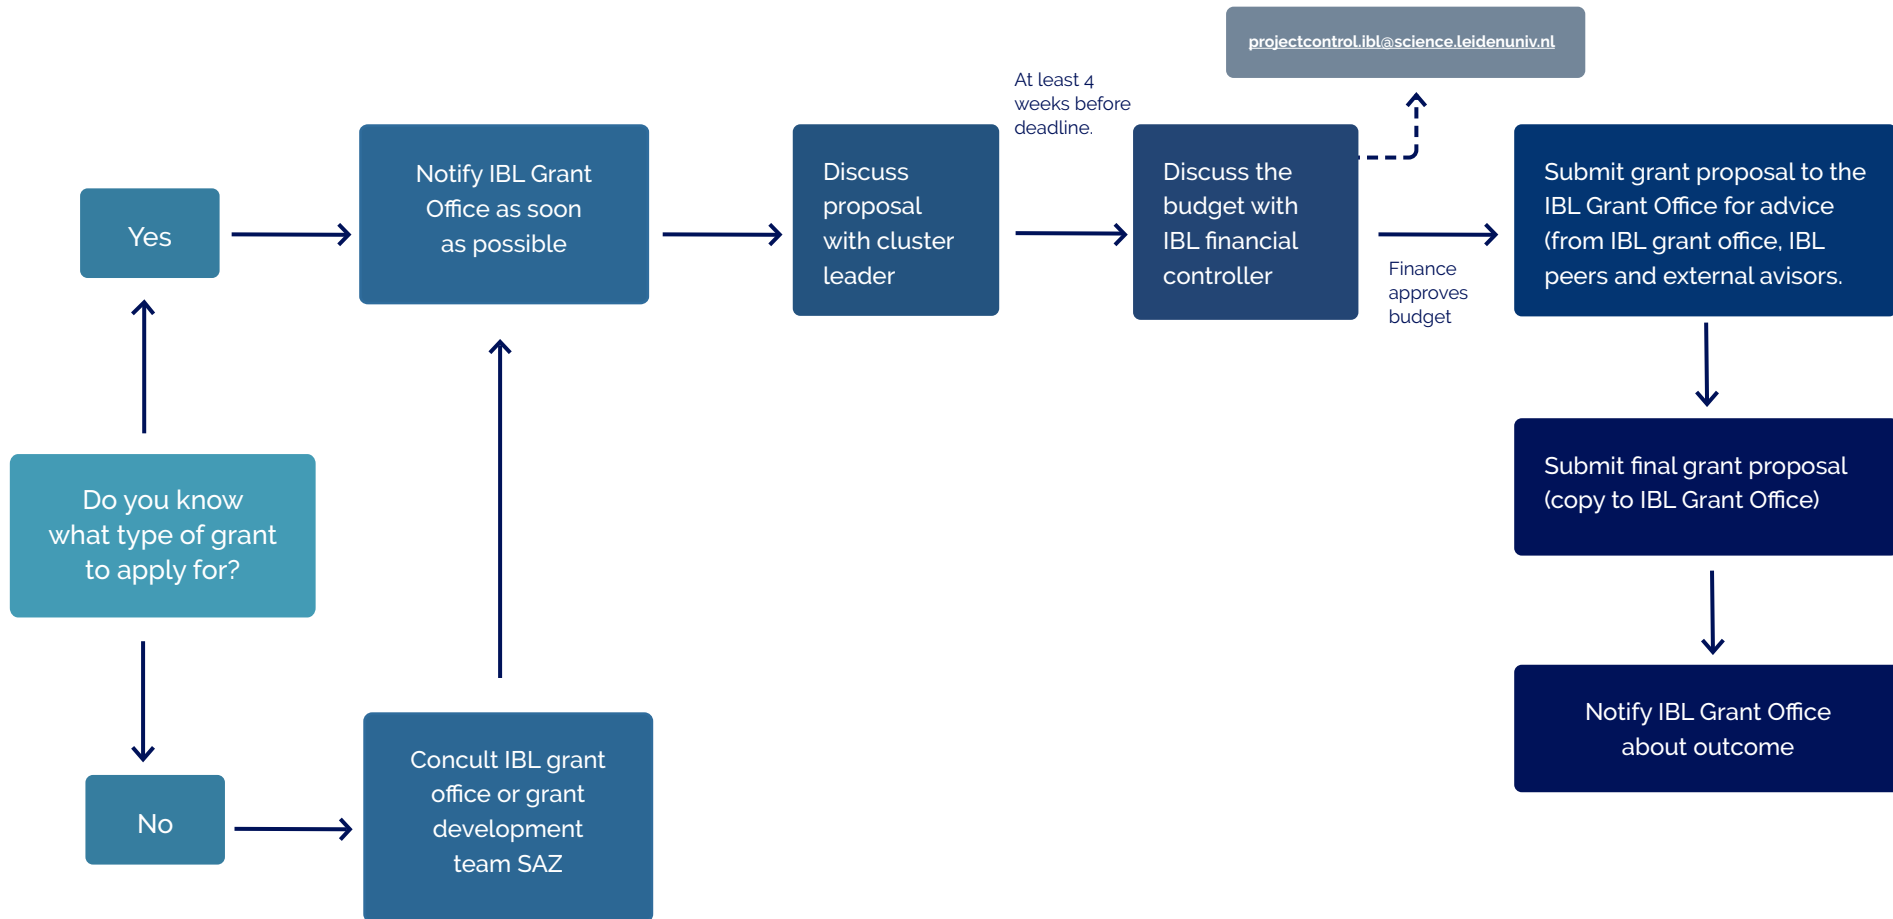 projectcontrol.ibl@science.leidenuniv.nl
At least 4
weeks before
deadline.
Yes
Notify IBL Grant
Office as soon
as possible
Discuss
proposal
with cluster
leader
Discuss the
budget with
IBL financial
controller
Finance
approves
budget
Submit grant proposal to the
IBL Grant Office for advice
(from IBL grant office, IBL
peers and external avisors.
Do you know
what type of grant
to apply for?
Submit final grant proposal
(copy to IBL Grant Office)
No
Concult IBL grant
office or grant
development
team SAZ
Notify IBL Grant Office
about outcome